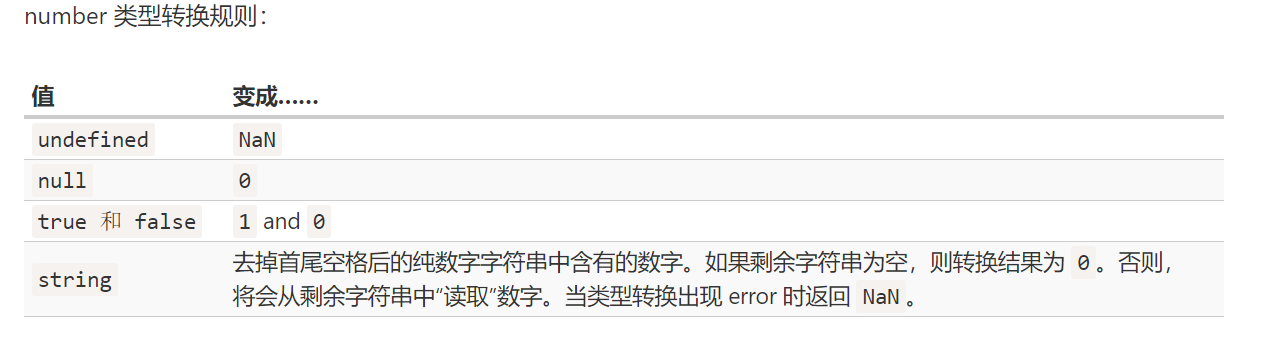 number 类型转换规则：
值 变成……
undefined NaN
null 0
true 和 false 1 and 0
string 去掉首尾空格后的纯数字字符串中含有的数字。如果剩余字符串为空，则转换结果为 0。否则，
将会从剩余字符串中“读取”数字。当类型转换出现 error 时返回 NaN。